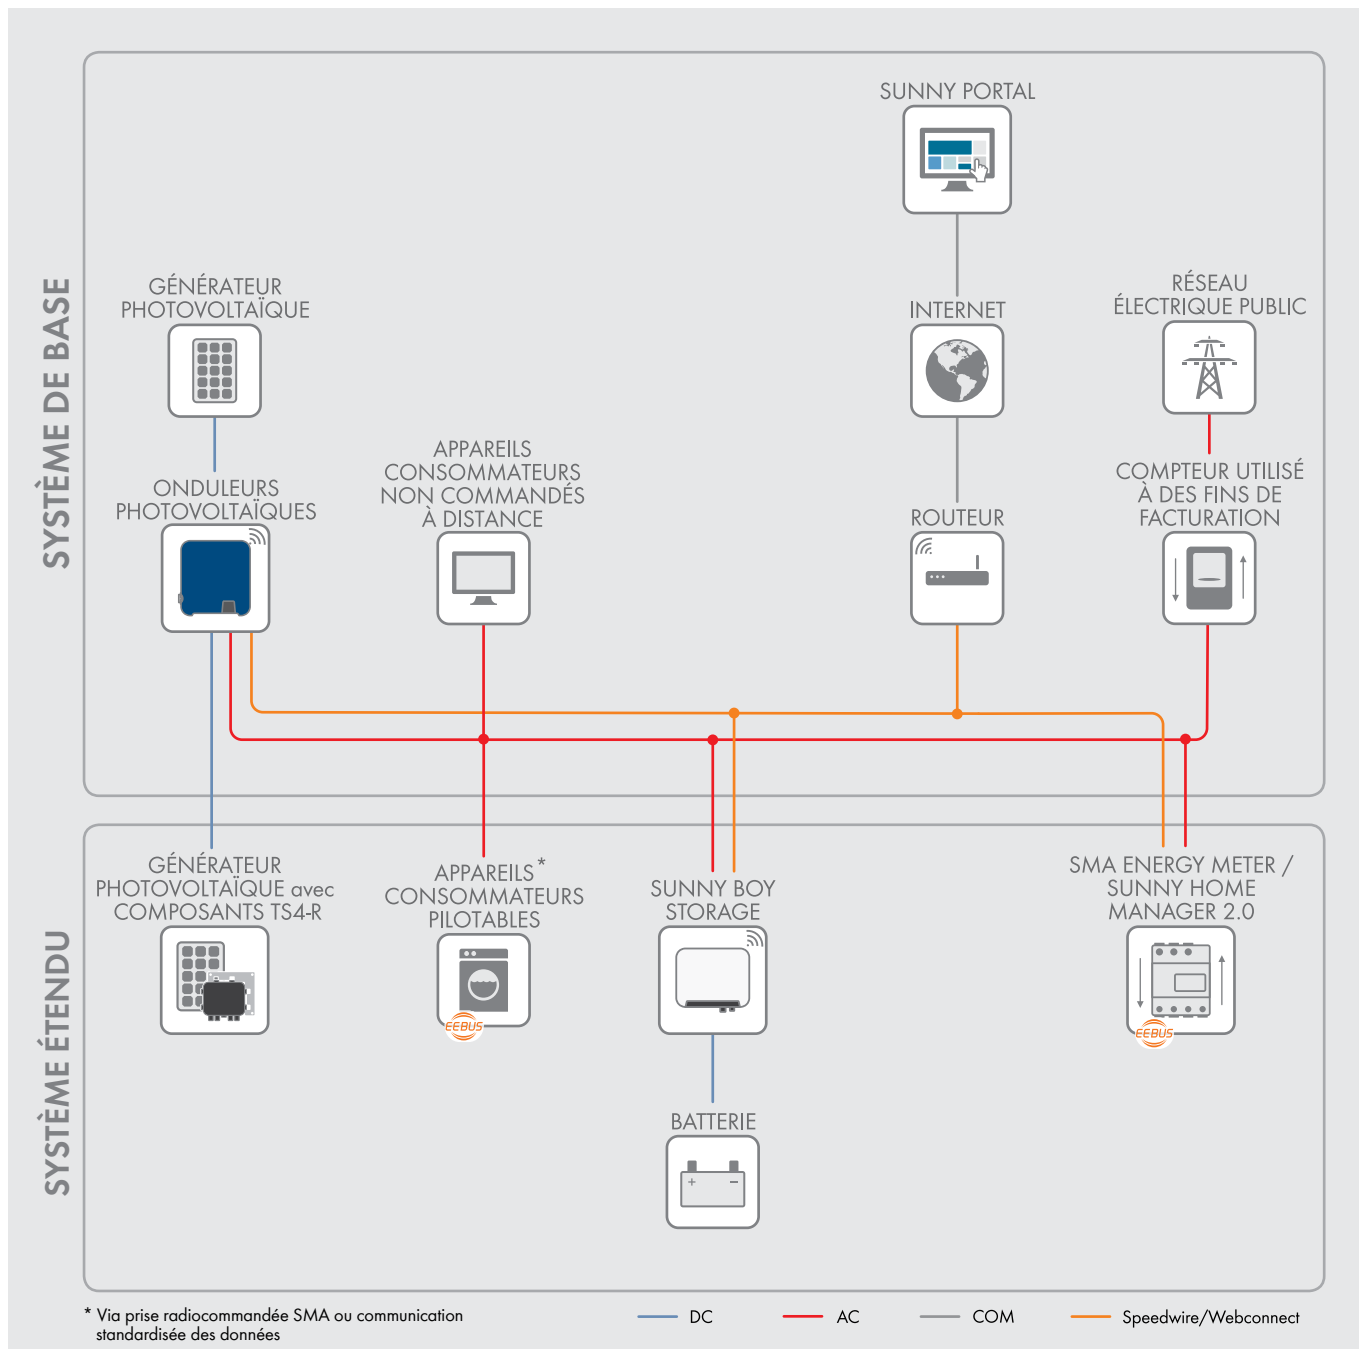 SYSTÈME DE BASE
SUNNY PORTAL
GÉNÉRATEUR
PHOTOVOLTAÏQUE
INTERNET
RÉSEAU
ÉLECTRIQUE PUBLIC
ONDULEURS
PHOTOVOLTAÏQUES
APPAREILS
CONSOMMATEURS
NON COMMANDÉS
À DISTANCE
ROUTEUR
COMPTEUR UTILISÉ
À DES FINS DE
FACTURATION
SYSTÈME ÉTENDU
GÉNÉRATEUR
PHOTOVOLTAÏQUE avec
COMPOSANTS TS4-R
APPAREILS*
CONSOMMATEURS
PILOTABLES
EEBUS
SUNNY BOY
STORAGE
SMA ENERGY METER /
SUNNY HOME
MANAGER 2.0
EEBUS
BATTERIE
+ −
* Via prise radiocommandée SMA ou communication
standardisée des données
DC
AC
COM
Speedwire/Webconnect